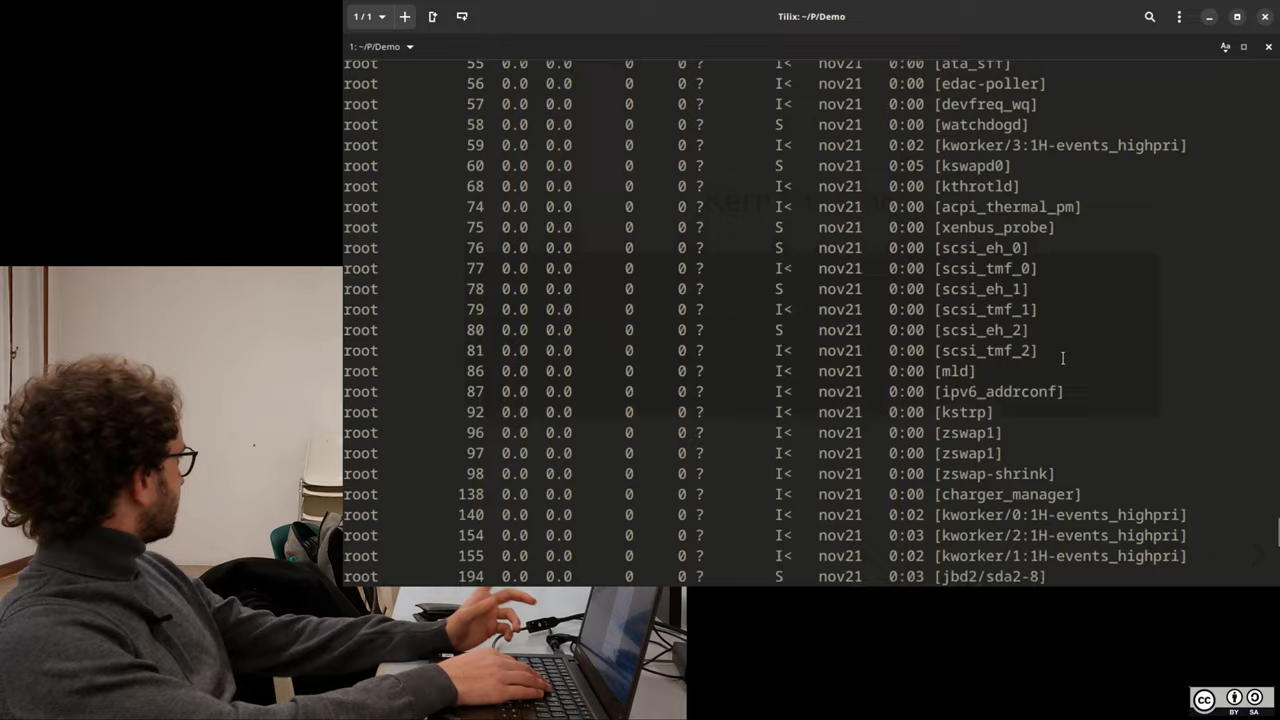 1 / 1
Tilix: ~/P/Demo
1: ~/P/Demo
root 55 0.0 0.0 0 0 ? I< nov21 0:00 [ata_sff]
root 56 0.0 0.0 0 0 ? I< nov21 0:00 [edac-poller]
root 57 0.0 0.0 0 0 ? I< nov21 0:00 [devfreq_wq]
root 58 0.0 0.0 0 0 ? S nov21 0:00 [watchdogd]
root 59 0.0 0.0 0 0 ? I< nov21 0:02 [kworker/3:1H-events_highpri]
root 60 0.0 0.0 0 0 ? S nov21 0:05 [kswapd0]
root 68 0.0 0.0 0 0 ? I< nov21 0:00 [kthrotld]
root 74 0.0 0.0 0 0 ? I< nov21 0:00 [acpi_thermal_pm]
root 75 0.0 0.0 0 0 ? S nov21 0:00 [xenbus_probe]
root 76 0.0 0.0 0 0 ? S nov21 0:00 [scsi_eh_0]
root 77 0.0 0.0 0 0 ? I< nov21 0:00 [scsi_tmf_0]
root 78 0.0 0.0 0 0 ? S nov21 0:00 [scsi_eh_1]
root 79 0.0 0.0 0 0 ? I< nov21 0:00 [scsi_tmf_1]
root 80 0.0 0.0 0 0 ? S nov21 0:00 [scsi_eh_2]
root 81 0.0 0.0 0 0 ? I< nov21 0:00 [scsi_tmf_2]
root 86 0.0 0.0 0 0 ? I< nov21 0:00 [mld]
root 87 0.0 0.0 0 0 ? I< nov21 0:00 [ipv6_addrconf]
root 92 0.0 0.0 0 0 ? I< nov21 0:00 [kstrp]
root 96 0.0 0.0 0 0 ? I< nov21 0:00 [zswap1]
root 97 0.0 0.0 0 0 ? I< nov21 0:00 [zswap1]
root 98 0.0 0.0 0 0 ? I< nov21 0:00 [zswap-shrink]
root 138 0.0 0.0 0 0 ? I< nov21 0:00 [charger_manager]
root 140 0.0 0.0 0 0 ? I< nov21 0:02 [kworker/0:1H-events_highpri]
root 154 0.0 0.0 0 0 ? I< nov21 0:03 [kworker/2:1H-events_highpri]
root 155 0.0 0.0 0 0 ? I< nov21 0:02 [kworker/1:1H-events_highpri]
root 194 0.0 0.0 0 0 ? S nov21 0:03 [jbd2/sda2-8]
cc
BY SA